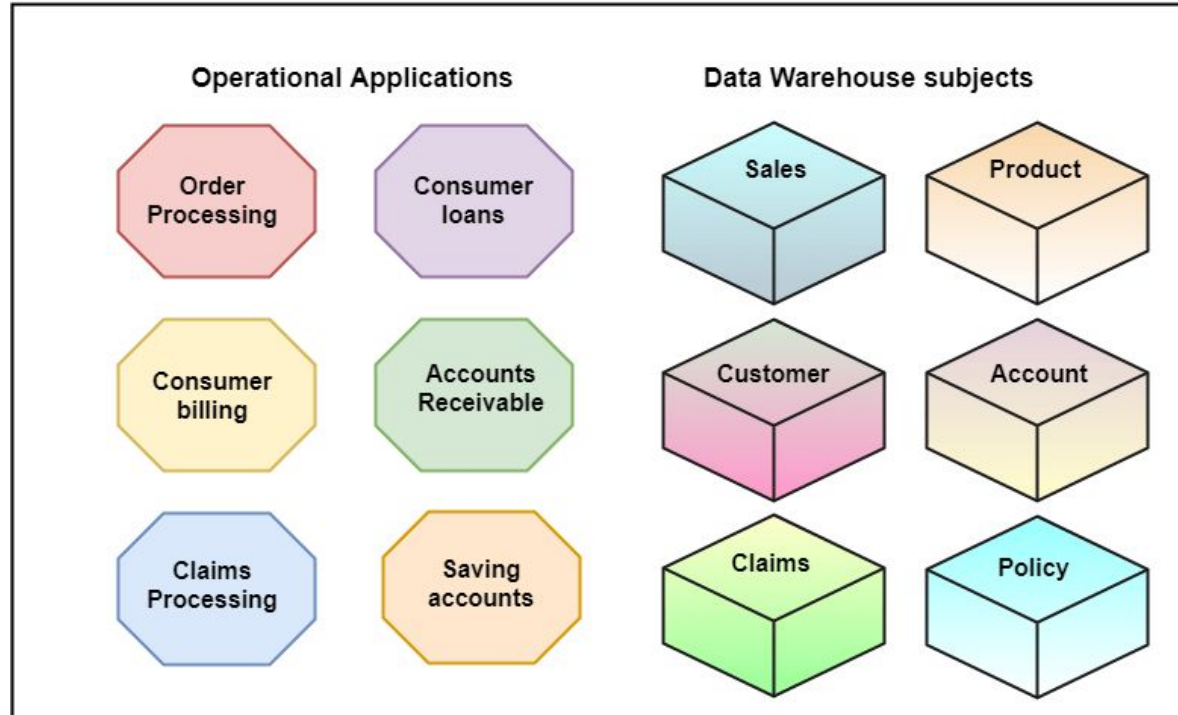 Operational Applications
Data Warehouse subjects
Order
Processing
Consumer
loans
Sales
Product
Consumer
billing
Accounts
Receivable
Customer
Account
Claims
Processing
Saving
accounts
Claims
Policy